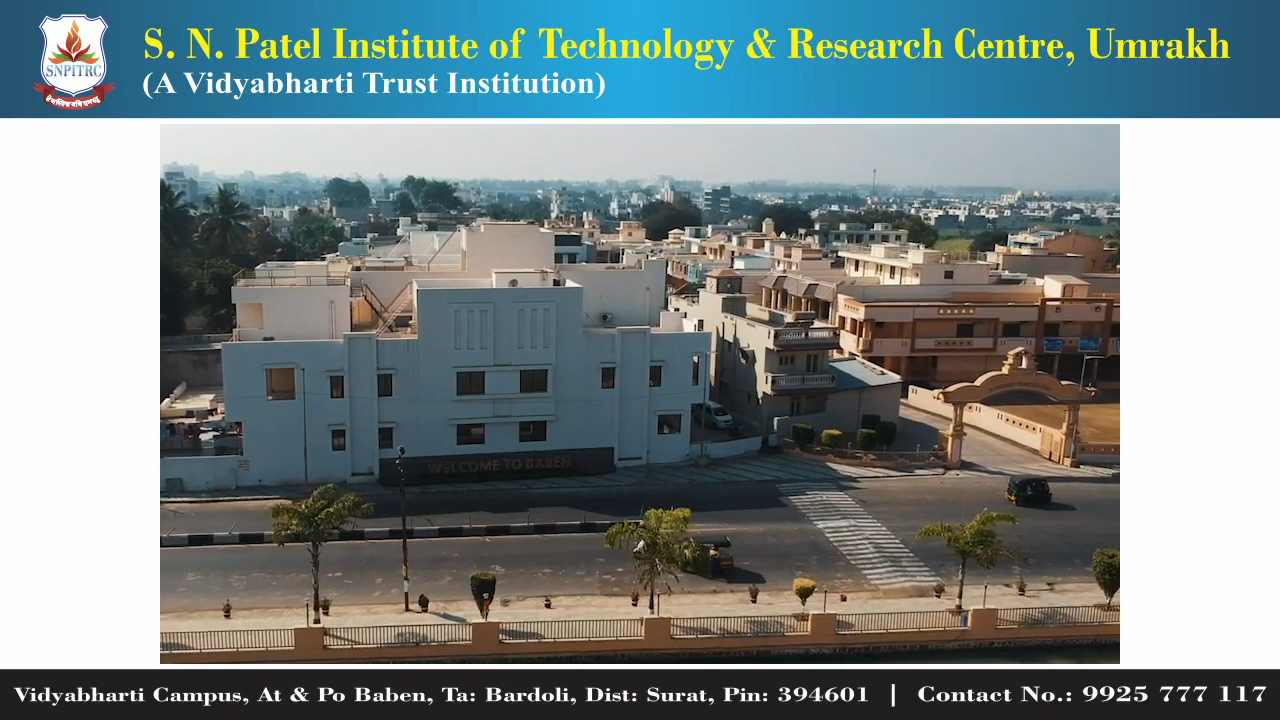 S. N. Patel Institute of Technology & Research Centre, Umrakh
(A Vidyabharti Trust Institution)
SNPITRC
WELCOME TO BABEN
Vidyabharti Campus, At & Po Baben, Ta: Bardoli, Dist: Surat, Pin: 394601 | Contact No.: 9925 777 117